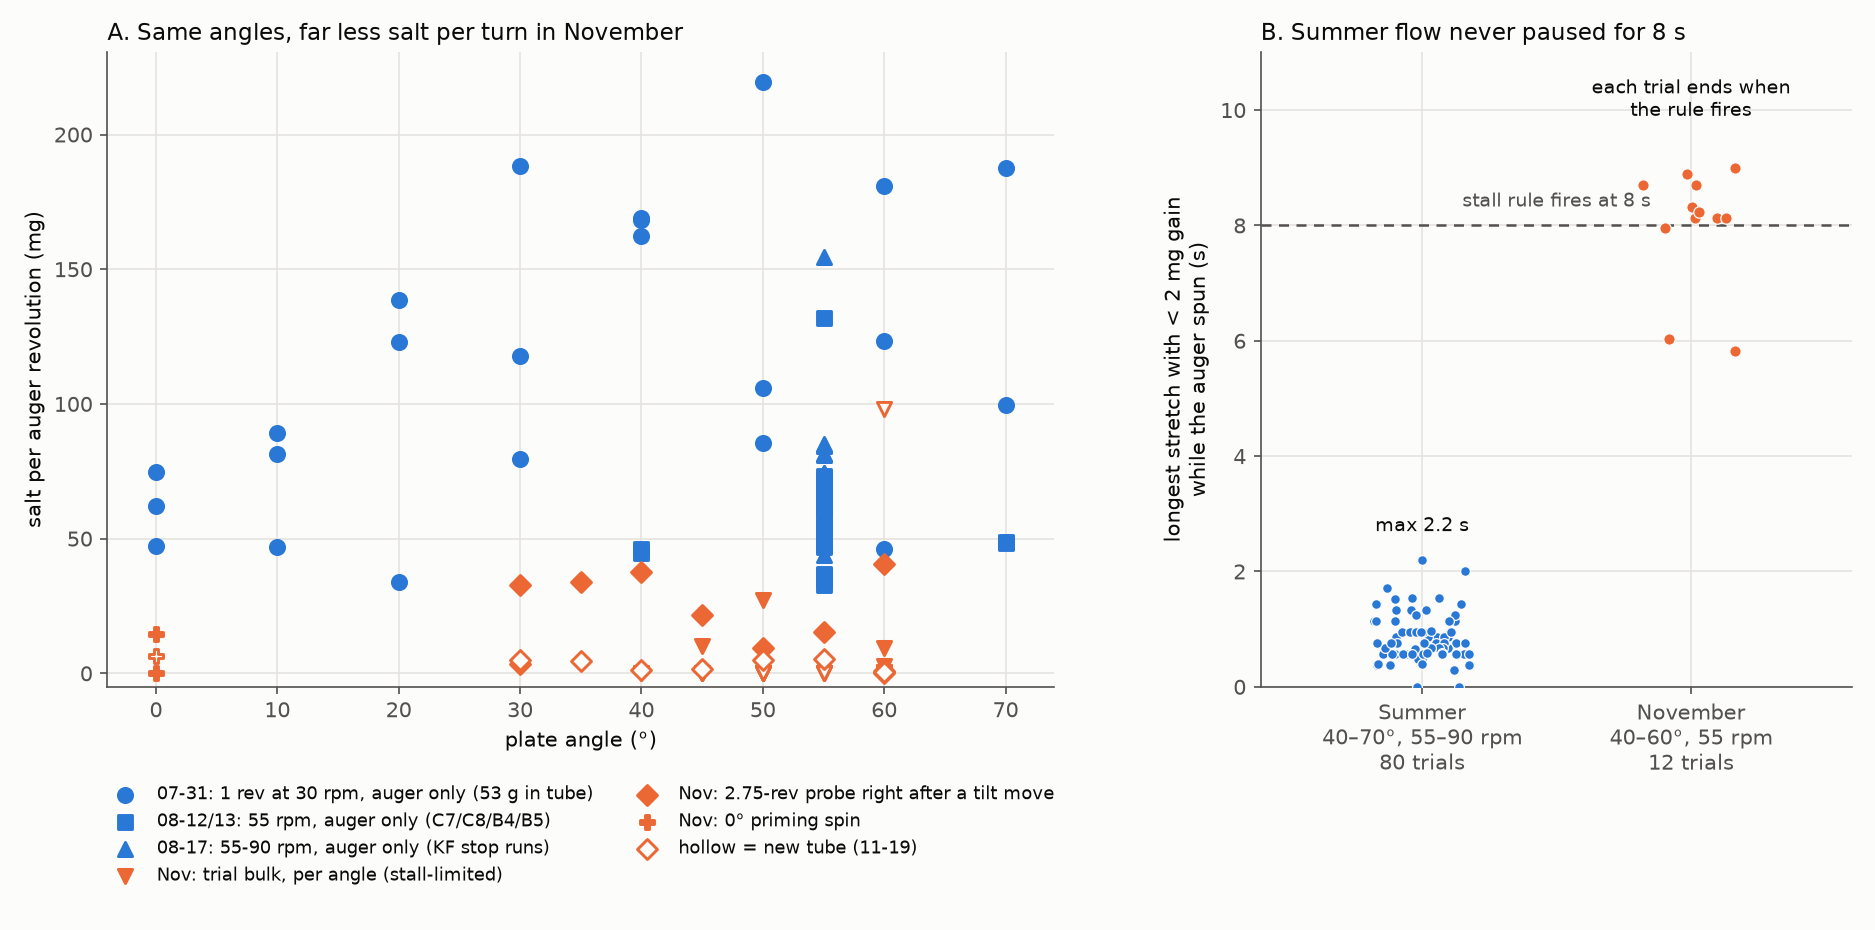 A. Same angles, far less salt per turn in November
salt per auger revolution (mg)
200
150
100
50
0
0 10 20 30 40 50 60 70
plate angle (°)
07-31: 1 rev at 30 rpm, auger only (53 g in tube)
08-12/13: 55 rpm, auger only (C7/C8/B4/B5)
08-17: 55-90 rpm, auger only (KF stop runs)
Nov: trial bulk, per angle (stall-limited)
Nov: 2.75-rev probe right after a tilt move
Nov: 0° priming spin
hollow = new tube (11-19)
B. Summer flow never paused for 8 s
longest stretch with < 2 mg gain
while the auger spun (s)
10
8
6
4
2
0
each trial ends when
the rule fires
stall rule fires at 8 s
max 2.2 s
Summer
40–70°, 55–90 rpm
80 trials
November
40–60°, 55 rpm
12 trials